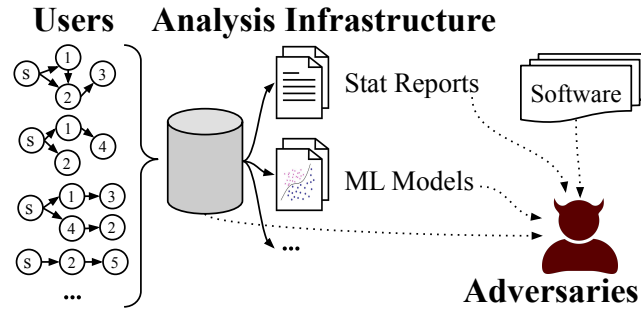 Users
Analysis Infrastructure
S 1 2 3
S 1 2 4
S 1 3 4 2
S 2 5
...
Stat Reports
ML Models
...
Software
Adversaries